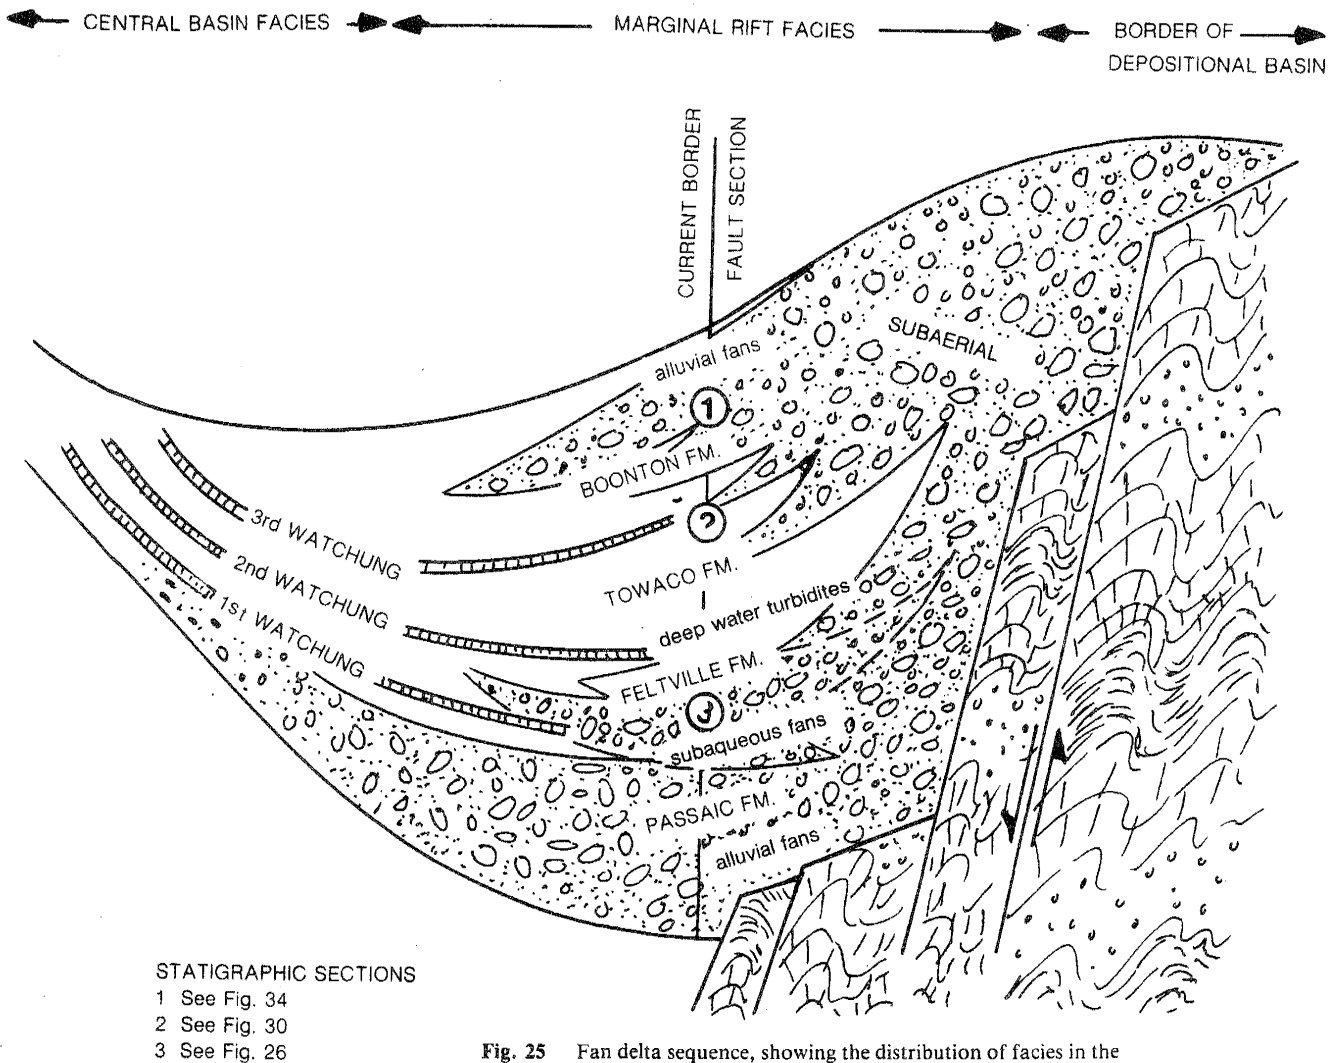 CENTRAL BASIN FACIES
MARGINAL RIFT FACIES
BORDER OF
DEPOSITIONAL BASIN
CURRENT BORDER
FAULT SECTION
SUBAERIAL
alluvial fans
1
BOONTON FM.
2
3rd WATCHUNG
TOWACO FM.
2nd WATCHUNG
deep water turbidites
1st WATCHUNG
FELTVILLE FM.
3
subaqueous fans
PASSAIC FM.
alluvial fans
STATIGRAPHIC SECTIONS
1 See Fig. 34
2 See Fig. 30
3 See Fig. 26
Fig. 25 Fan delta sequence, showing the distribution of facies in the